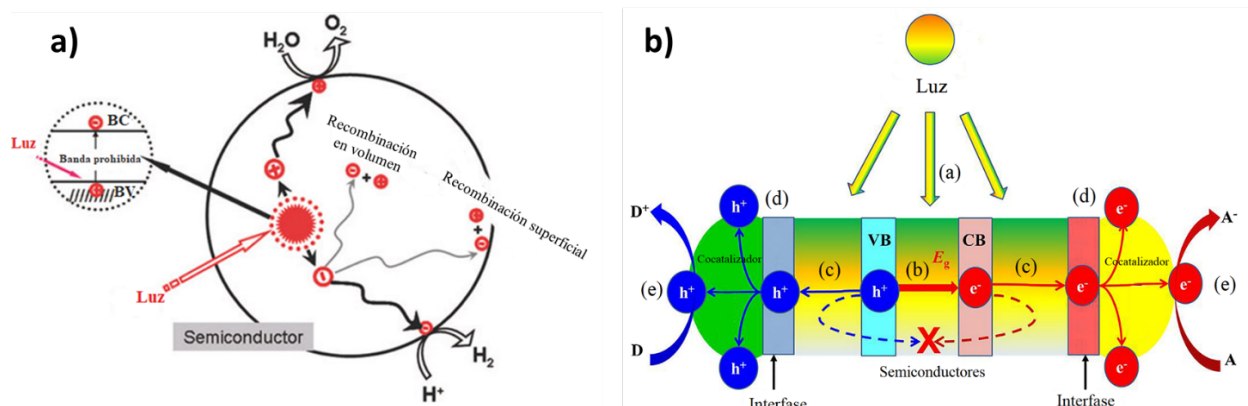 a)
H₂O
O₂
BC
Luz
Banda prohibida
BV
Recombinación
en volumen
Recombinación superficial
Luz
Semiconductor
H₂
H⁺
b)
Luz
(a)
(d)
(d)
D⁺
h⁺
VB
CB
e⁻
A⁻
Cocatalizador
(c)
(b)
E_g
(c)
Cocatalizador
(e)
h⁺
h⁺
h⁺
e⁻
e⁻
e⁻
(e)
D
h⁺
X
e⁻
A
Semiconductores
Interfase
Interfase